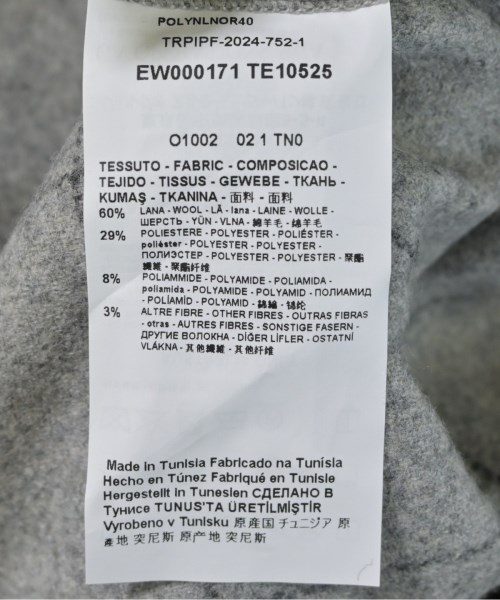 POLYNLNOR40
TRPIPF-2024-752-1
EW000171 TE10525
O1002 02 1 TN0
TESSUTO - FABRIC - COMPOSICAO -
TEJIDO - TISSUS - GEWEBE - ТКАНЬ -
KUMAŞ - TKANINA - 面料 - 面料
60% LANA - WOOL - LÃ - lana - LAINE - WOLLE -
ШЕРСТЬ - YÜN - VLNA - 綿羊毛 - 绵羊毛
29% POLIESTERE - POLYESTER - POLIÉSTER -
poliéster - POLYESTER - POLYESTER -
ПОЛИЭСТЕР - POLYESTER - POLYESTER - 聚酯
纖維 - 聚酯纤维
8% POLIAMMIDE - POLYAMIDE - POLIAMIDA -
poliamida - POLYAMIDE - POLYAMID - ПОЛИАМИД
- POLİAMİD - POLYAMID - 錦綸 - 锦纶
3% ALTRE FIBRE - OTHER FIBRES - OUTRAS FIBRAS
- otras - AUTRES FIBRES - SONSTIGE FASERN -
ДРУГИЕ ВОЛОКНА - DİĞER LİFLER - OSTATNÍ
VLÁKNA - 其他纖維 - 其他纤维
Made in Tunisia Fabricado na Tunísia
Hecho en Túnez Fabriqué en Tunisie
Hergestellt in Tunesien СДЕЛАНО В
Тунисе TUNUS'TA ÜRETİLMİŞTİR
Vyrobeno v Tunisku 原産国 チュニジア 原
產地 突尼斯 原产地 突尼斯